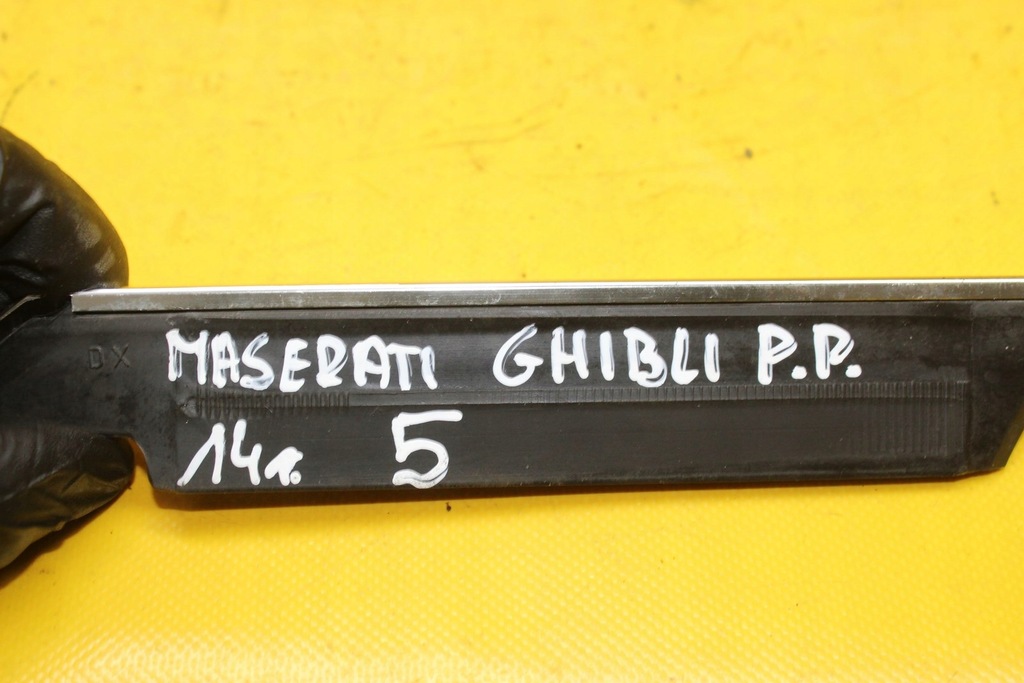 DX
MASERATI GHIBLI P.P.
14r. 5